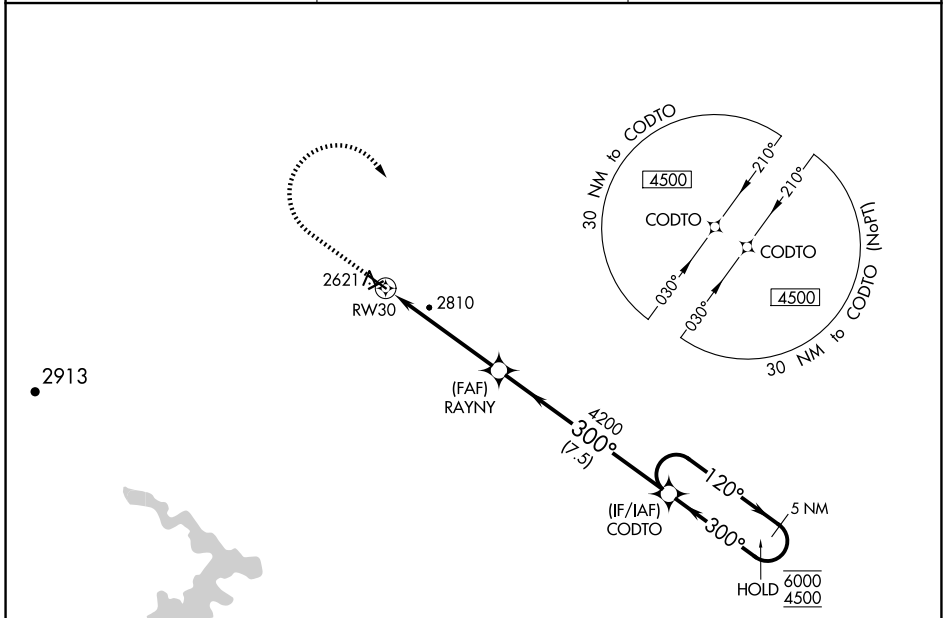 30 NM to CODTO
4500
210°
210°
CODTO
CODTO
030°
030°
4500
30 NM to CODTO (NoPT)
2621
RW30
2810
2913
(FAF)
RAYNY
4200
300°
(7.5)
(IF/IAF)
CODTO
120°
300°
5 NM
HOLD 6000
4500